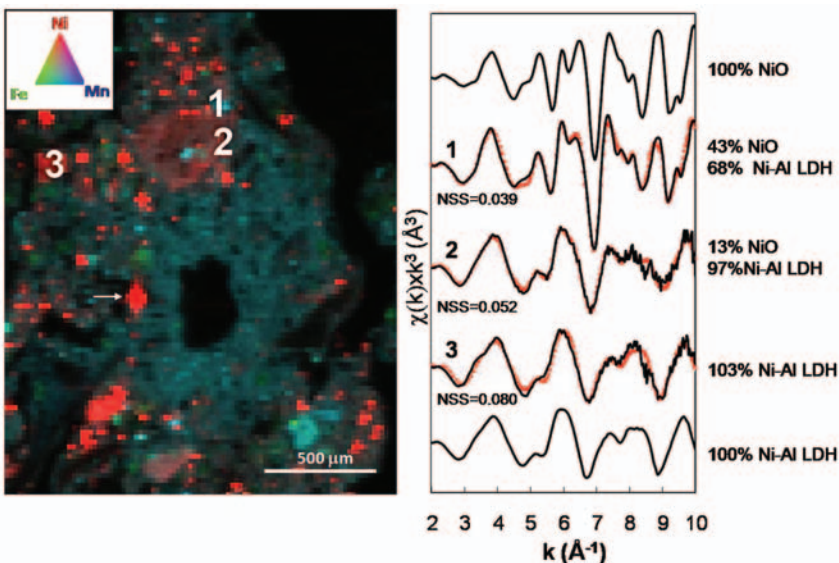 Ni
Fe
Mn
1
2
3
500 μm
χ(k)xk³ (Å³)
100% NiO
1
43% NiO
68% Ni-Al LDH
NSS=0.039
2
13% NiO
97%Ni-Al LDH
NSS=0.052
3
103% Ni-Al LDH
NSS=0.080
100% Ni-Al LDH
2 3 4 5 6 7 8 9 10
k (Å⁻¹)